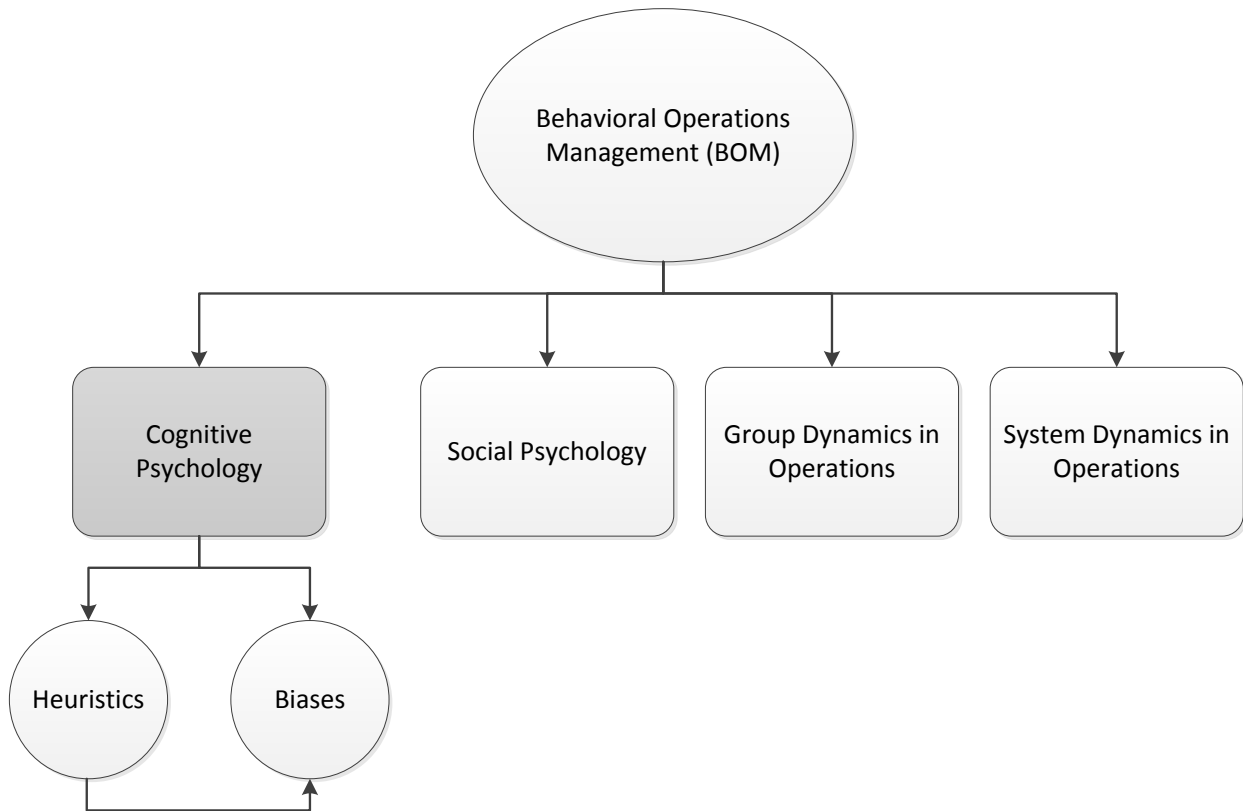 Behavioral Operations
Management (BOM)
Cognitive
Psychology
Social Psychology
Group Dynamics in
Operations
System Dynamics in
Operations
Heuristics
Biases